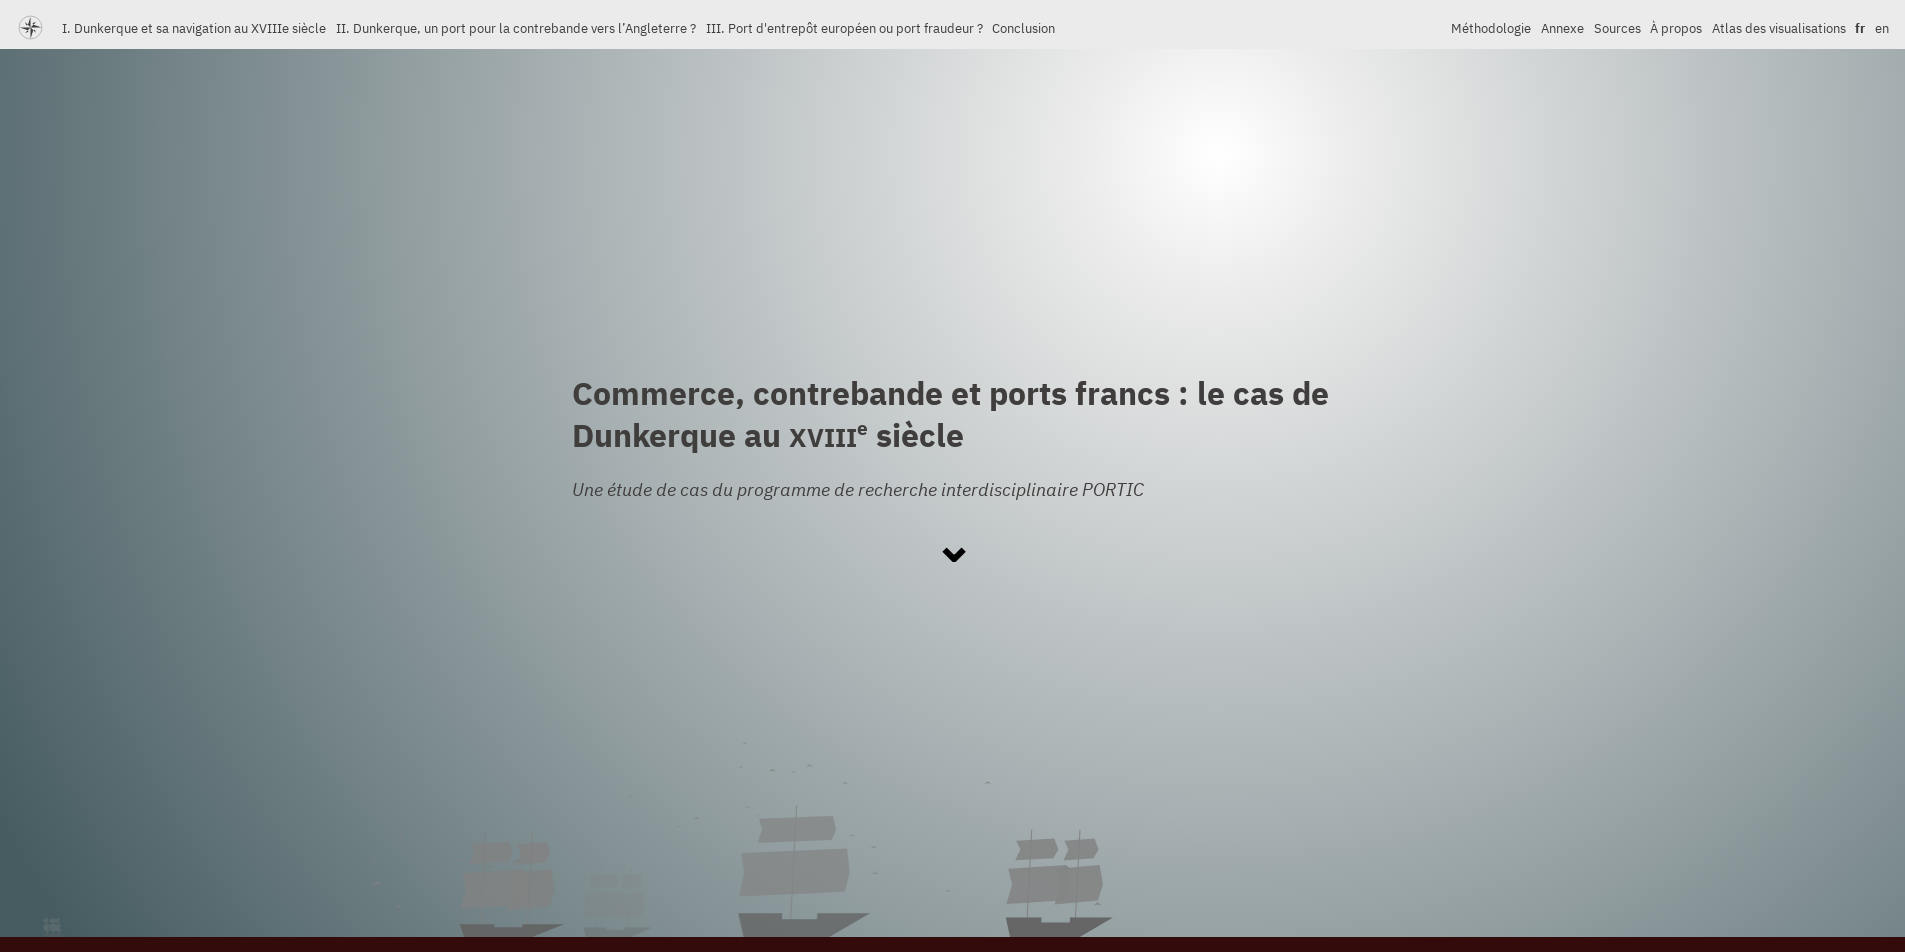 I. Dunkerque et sa navigation au XVIIIe siècle II. Dunkerque, un port pour la contrebande vers l’Angleterre ? III. Port d'entrepôt européen ou port fraudeur ? Conclusion Méthodologie Annexe Sources À propos Atlas des visualisations fr en
Commerce, contrebande et ports francs : le cas de
Dunkerque au XVIIIe siècle
Une étude de cas du programme de recherche interdisciplinaire PORTIC